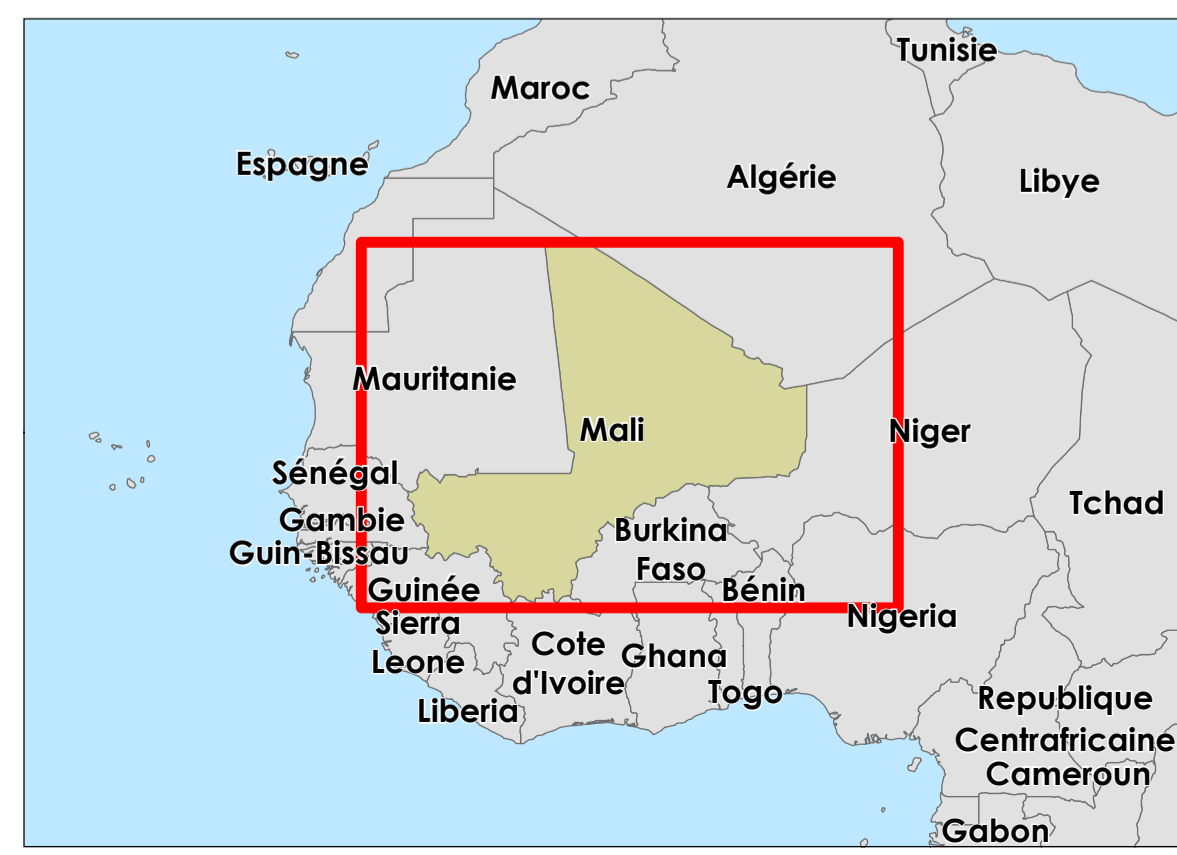 Tunisie
Maroc
Espagne
Algérie
Libye
Mauritanie
Mali
Niger
Sénégal
Tchad
Gambie
Burkina
Faso
Guin-Bissau
Guinée
Bénin
Sierra
Leone
Nigeria
Cote
d'Ivoire
Ghana
Togo
Liberia
Republique
Centrafricaine
Cameroun
Gabon